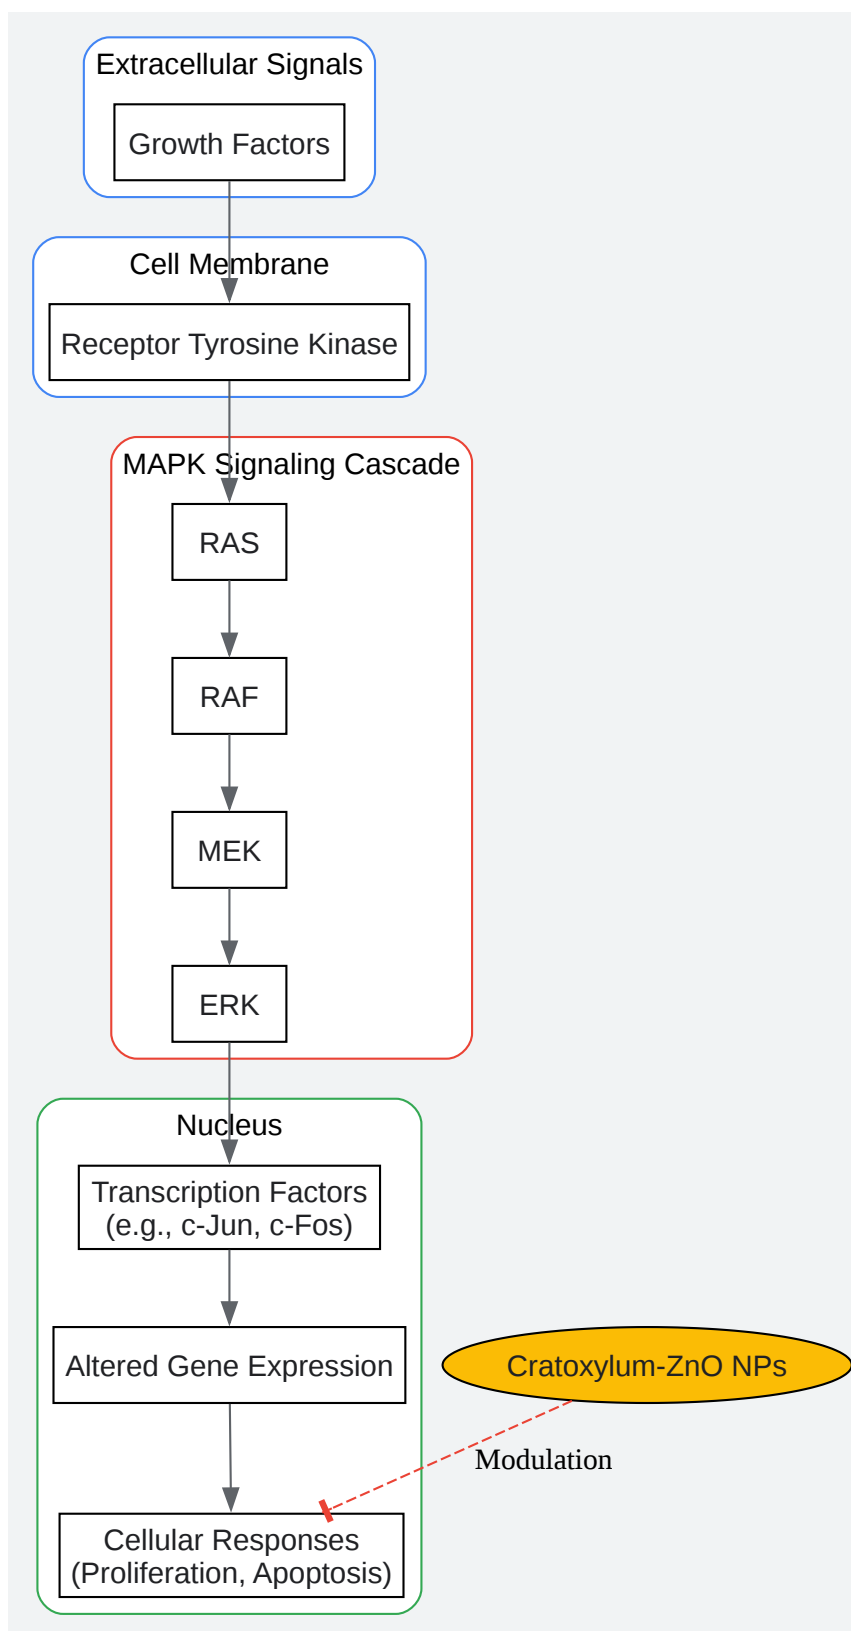 Extracellular Signals
Growth Factors
Cell Membrane
Receptor Tyrosine Kinase
MAPK Signaling Cascade
RAS
RAF
MEK
ERK
Nucleus
Transcription Factors
(e.g., c-Jun, c-Fos)
Altered Gene Expression
Cratoxylum-ZnO NPs
Modulation
Cellular Responses
(Proliferation, Apoptosis)